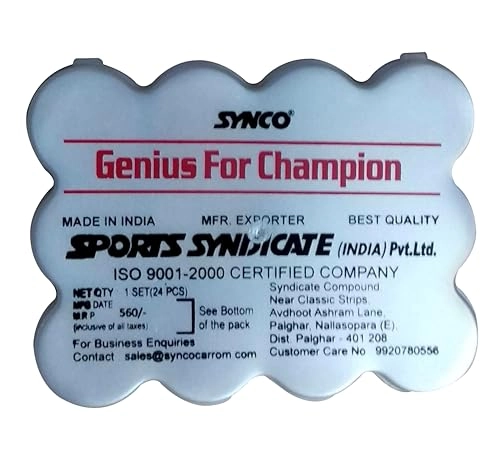 SYNCO®
Genius For Champion
MADE IN INDIA MFR. EXPORTER BEST QUALITY
SPORTS SYNDICATE (INDIA) Pvt.Ltd.
ISO 9001-2000 CERTIFIED COMPANY
NET QTY 1 SET(24 PCS)
MFG DATE
M R P 560/-
(inclusive of all taxes)
See Bottom
of the pack
For Business Enquiries
Contact sales@syncocarrom.com
Syndicate Compound
Near Classic Strips,
Avdhoot Ashram Lane,
Palghar, Nallasopara (E).
Dist. Palghar - 401 208
Customer Care No 9920780556